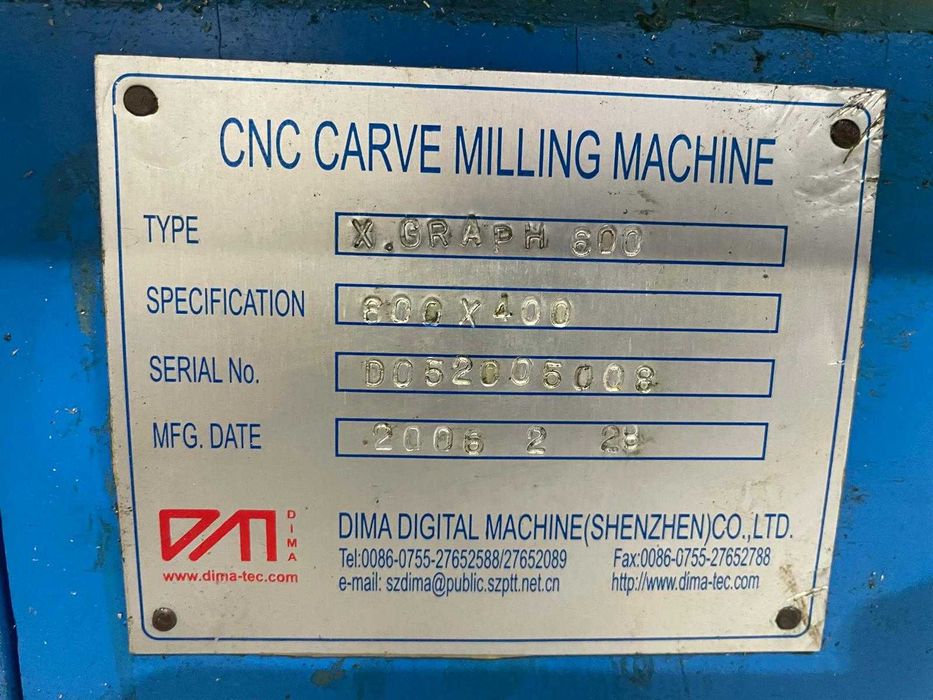 CNC CARVE MILLING MACHINE
TYPE X.GRAPH 600
SPECIFICATION 600X400
SERIAL No. D052005008
MFG. DATE 2006 2
DIMA
DIMA DIGITAL MACHINE(SHENZHEN)CO.,LTD.
Tel:0086-0755-27652588/27652089 Fax:0086-0755-27652788
www.dima-tec.com e-mail: szdima@public.szptt.net.cn http://www.dima-tec.com